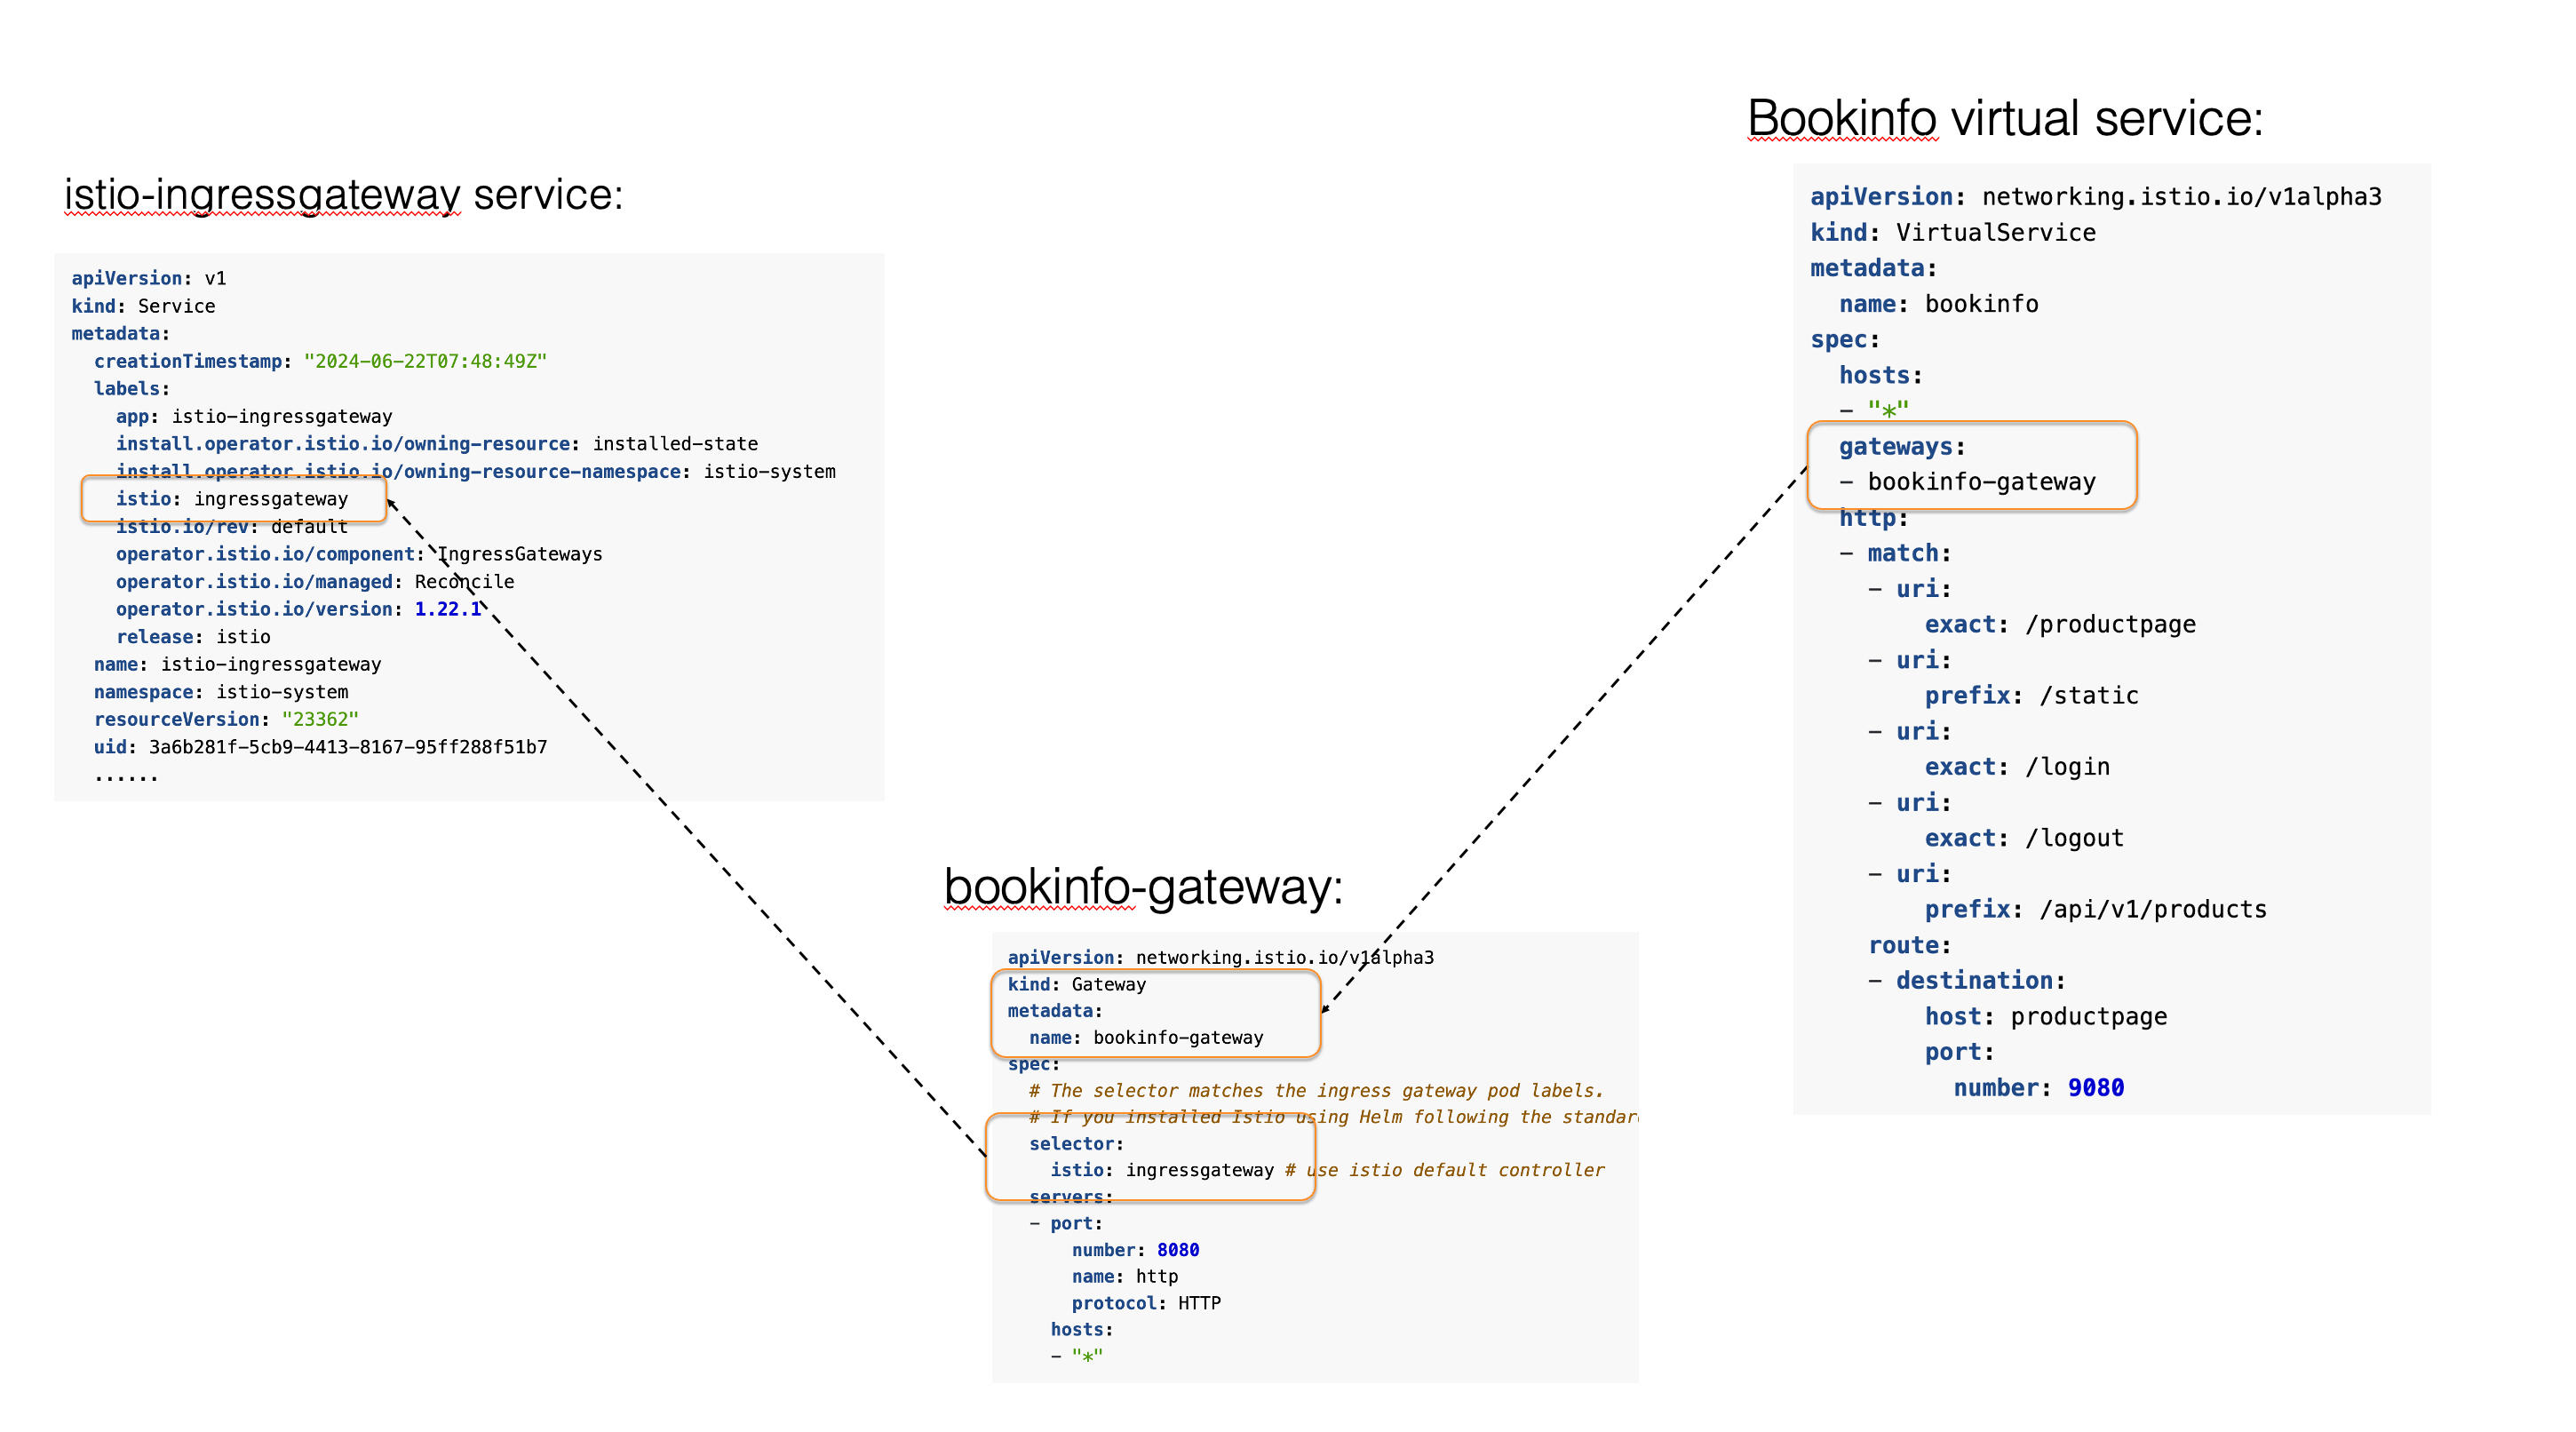 istio-ingressgateway service:
apiVersion: v1
kind: Service
metadata:
  creationTimestamp: "2024-06-22T07:48:49Z"
  labels:
    app: istio-ingressgateway
    install.operator.istio.io/owning-resource: installed-state
    install.operator.istio.io/owning-resource-namespace: istio-system
    istio: ingressgateway
    istio.io/rev: default
    operator.istio.io/component: IngressGateways
    operator.istio.io/managed: Reconcile
    operator.istio.io/version: 1.22.1
    release: istio
  name: istio-ingressgateway
  namespace: istio-system
  resourceVersion: "23362"
  uid: 3a6b281f-5cb9-4413-8167-95ff288f51b7
  ......
bookinfo-gateway:
apiVersion: networking.istio.io/v1alpha3
kind: Gateway
metadata:
  name: bookinfo-gateway
spec:
  # The selector matches the ingress gateway pod labels.
  # If you installed Istio using Helm following the standar
  selector:
    istio: ingressgateway # use istio default controller
  servers:
  - port:
      number: 8080
      name: http
      protocol: HTTP
    hosts:
    - "*"
Bookinfo virtual service:
apiVersion: networking.istio.io/v1alpha3
kind: VirtualService
metadata:
  name: bookinfo
spec:
  hosts:
  - "*"
  gateways:
  - bookinfo-gateway
  http:
  - match:
    - uri:
        exact: /productpage
    - uri:
        prefix: /static
    - uri:
        exact: /login
    - uri:
        exact: /logout
    - uri:
        prefix: /api/v1/products
    route:
    - destination:
        host: productpage
        port:
          number: 9080